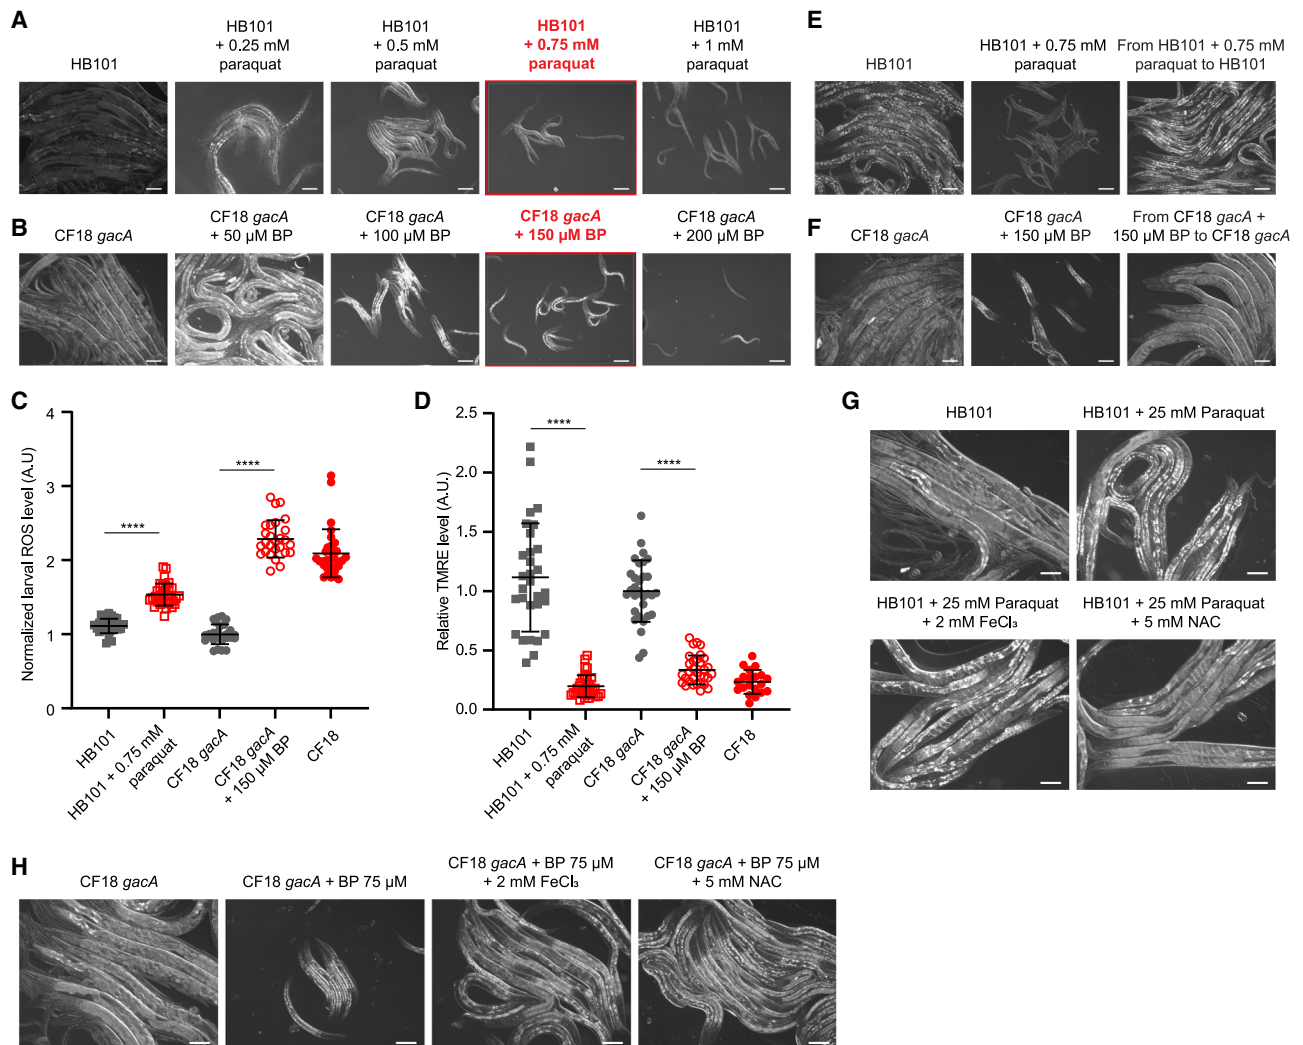 A
HB101
HB101
+ 0.25 mM
paraquat
HB101
+ 0.5 mM
paraquat
HB101
+ 0.75 mM
paraquat
HB101
+ 1 mM
paraquat
B
CF18 gacA
CF18 gacA
+ 50 µM BP
CF18 gacA
+ 100 µM BP
CF18 gacA
+ 150 µM BP
CF18 gacA
+ 200 µM BP
E
HB101
HB101 + 0.75 mM
paraquat
From HB101 + 0.75 mM
paraquat to HB101
F
CF18 gacA
CF18 gacA
+ 150 µM BP
From CF18 gacA +
150 µM BP to CF18 gacA
C
Normalized larval ROS level (A.U)
4
3
2
1
0
****
****
HB101
HB101 + 0.75 mM
paraquat
CF18 gacA
CF18 gacA
+ 150 µM BP
CF18
D
Relative TMRE level (A.U.)
2.5
2.0
1.5
1.0
0.5
0.0
****
****
HB101
HB101 + 0.75 mM
paraquat
CF18 gacA
CF18 gacA
+ 150 µM BP
CF18
G
HB101
HB101 + 25 mM Paraquat
HB101 + 25 mM Paraquat
+ 2 mM FeCl₃
HB101 + 25 mM Paraquat
+ 5 mM NAC
H
CF18 gacA
CF18 gacA + BP 75 µM
CF18 gacA + BP 75 µM
+ 2 mM FeCl₃
CF18 gacA + BP 75 µM
+ 5 mM NAC